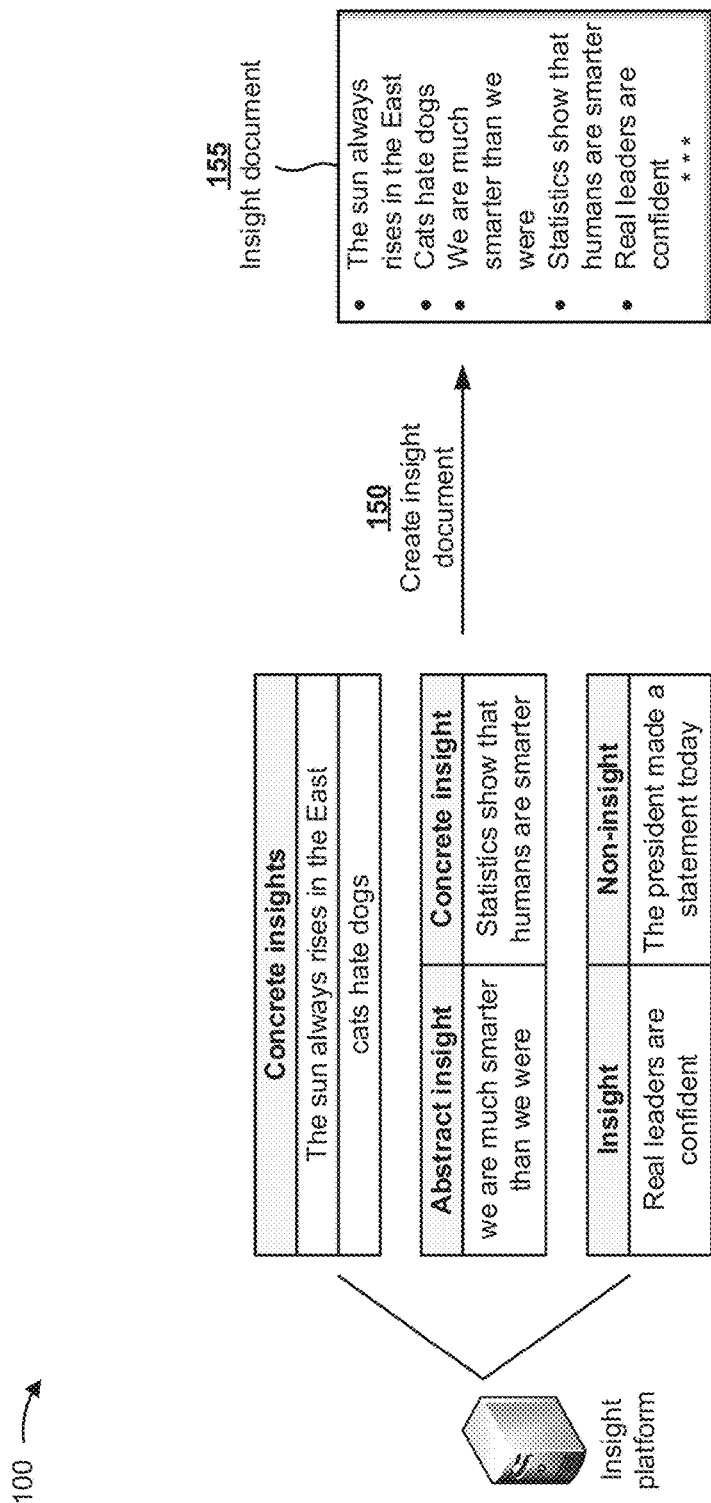 100
Insight
platform
Concrete insights
The sun always rises in the East
cats hate dogs
Abstract insight
Concrete insight
we are much smarter
than we were
Statistics show that
humans are smarter
Insight
Non-insight
Real leaders are
confident
The president made a
statement today
150
Create insight
document
155
Insight document
• The sun always
rises in the East
• Cats hate dogs
• We are much
smarter than we
were
• Statistics show that
humans are smarter
• Real leaders are
confident
* * *